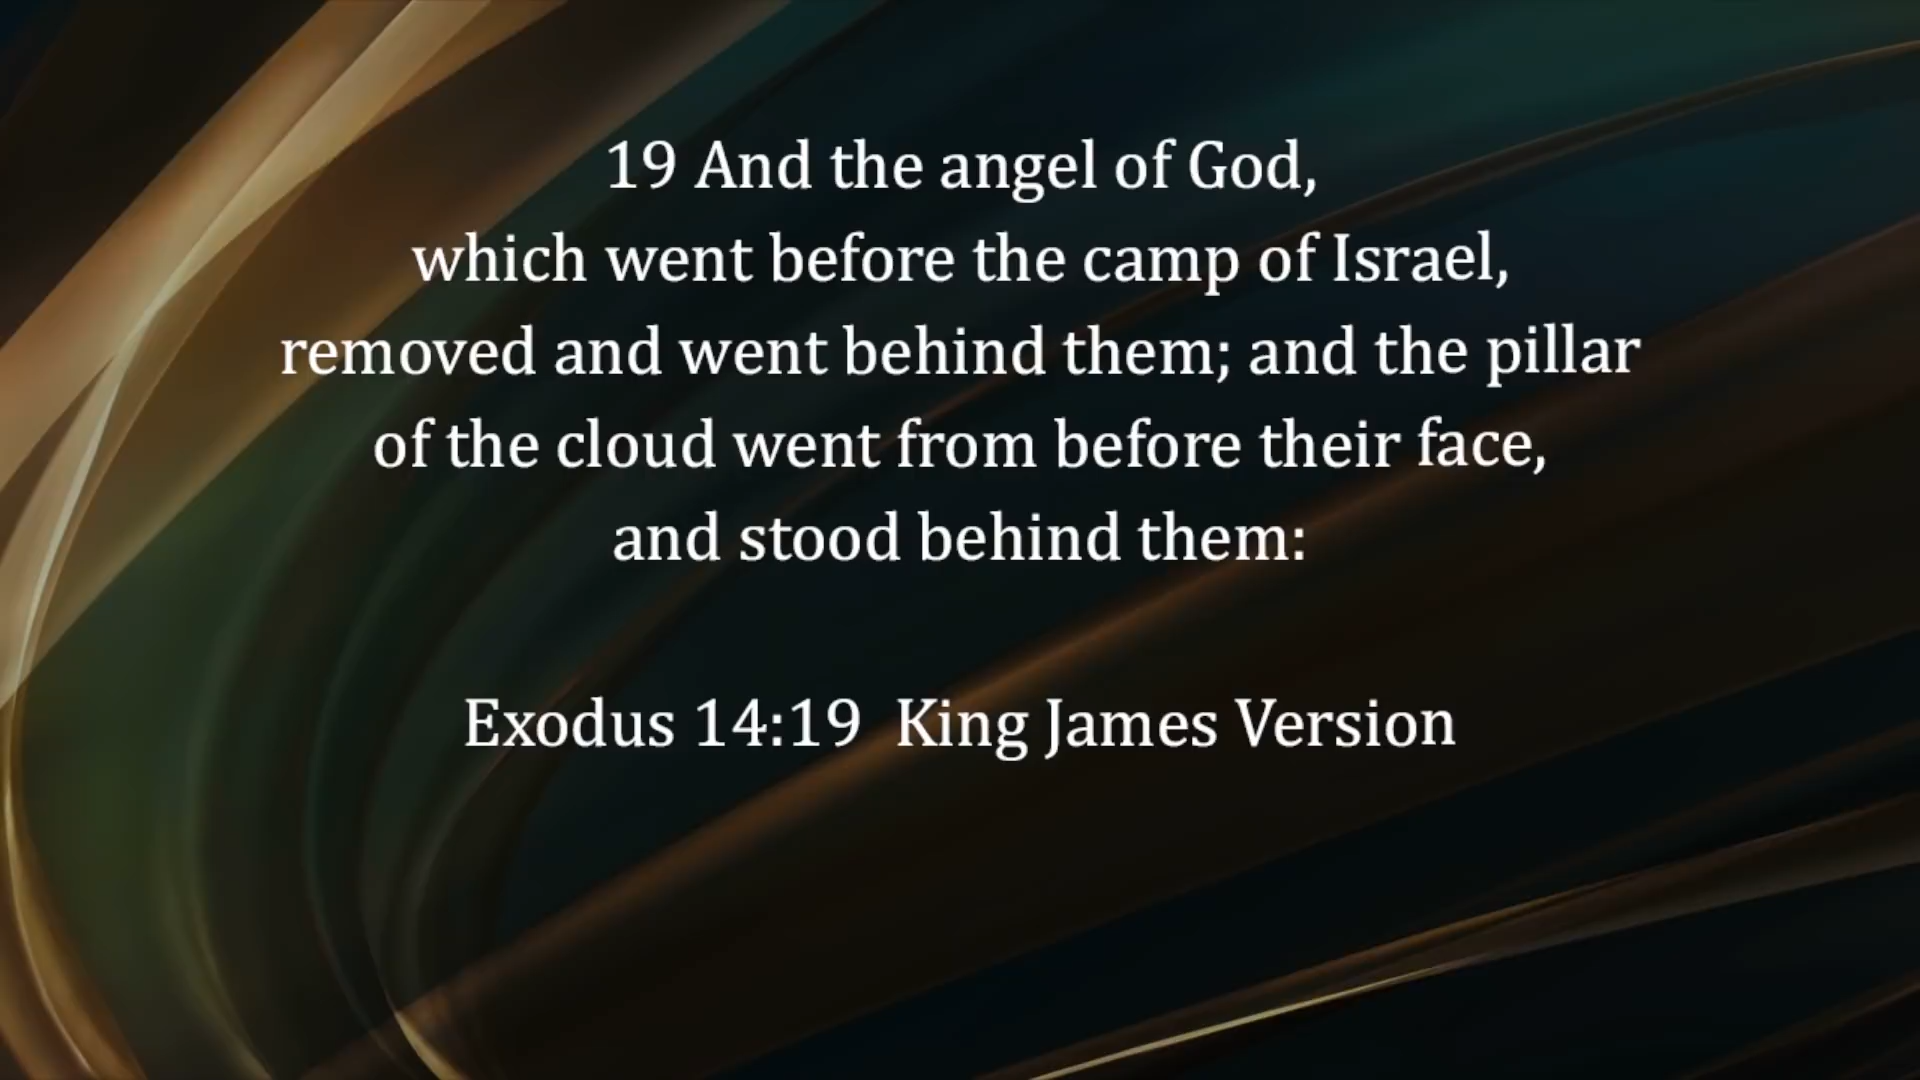 19 And the angel of God,
which went before the camp of Israel,
removed and went behind them; and the pillar
of the cloud went from before their face,
and stood behind them:
Exodus 14:19 King James Version